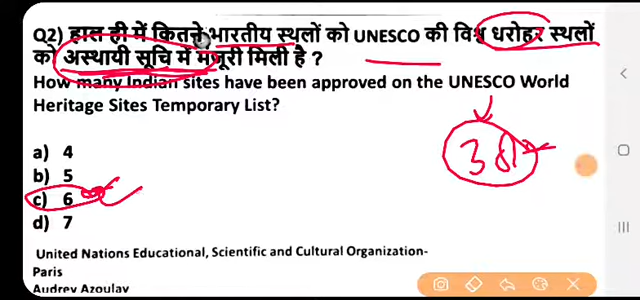 Q2) हाल ही में कितने भारतीय स्थलों को UNESCO की विश्व धरोहर स्थलों
को अस्थायी सूचि में मंजूरी मिली है ?
How many Indian sites have been approved on the UNESCO World
Heritage Sites Temporary List?
a) 4
b) 5
c) 6
d) 7
United Nations Educational, Scientific and Cultural Organization-
Paris
Audrey Azoulay